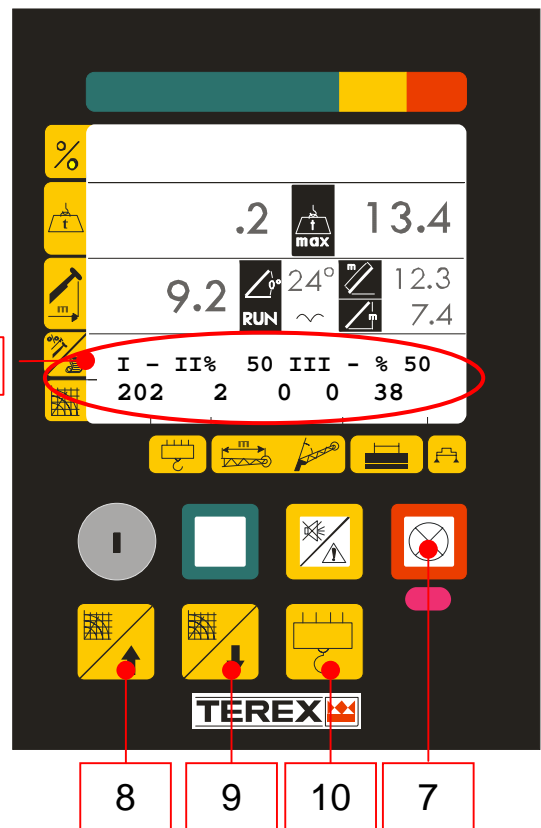 %
t
.2 t max 13.4
m
9.2 0° 24° m 12.3
RUN m 7.4
%
I - II% 50 III - % 50
202 2 0 0 38
m
TEREX
8 9 10 7